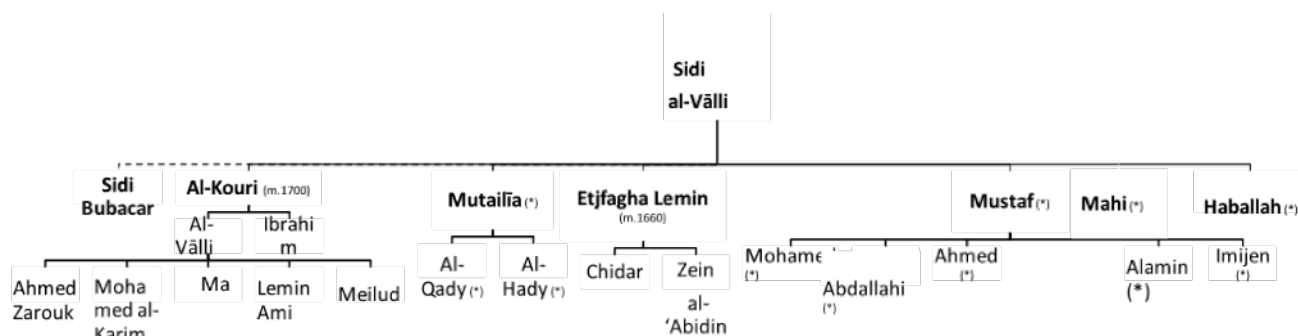 Sidi
al-Vālli
Sidi
Bubacar
Al-Kouri (m.1700)
Mutailīa (*)
Etjfagha Lemin
(m.1660)
Mustaf (*)
Mahi (*)
Haballah (*)
Al-
Vālli
Ibrahi
m
Al-
Qady (*)
Al-
Hady (*)
Chidar
Zein
al-
‘Abidin
Mohame
(*)
Abdallahi
(*)
Ahmed
(*)
Alamin
(*)
Imijen
(*)
Ahmed
Zarouk
Moha
med al-
Karim
Ma
Lemin
Ami
Meilud